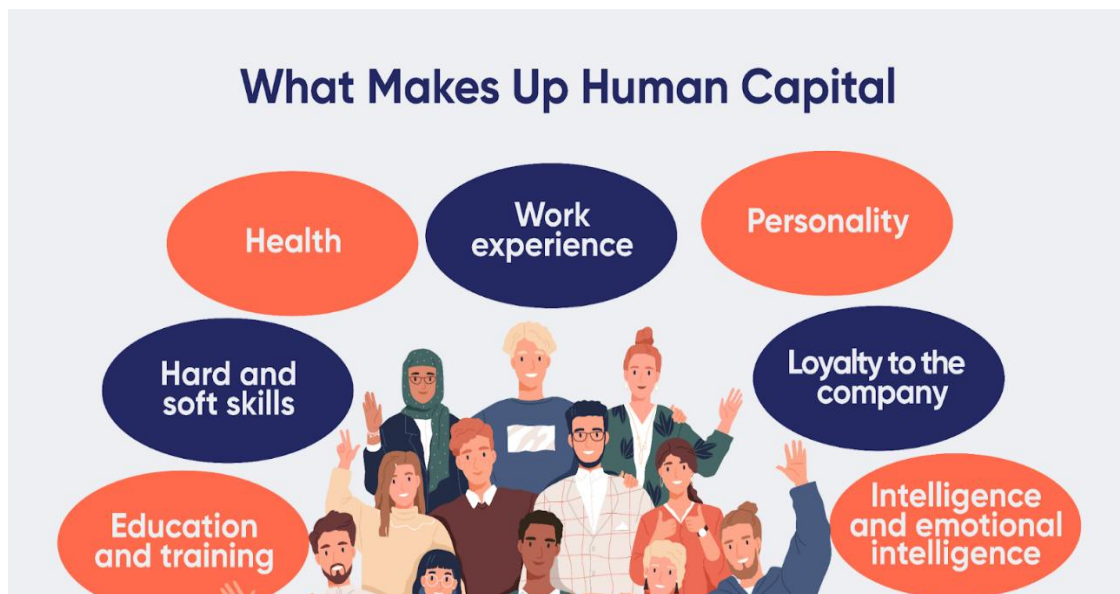 What Makes Up Human Capital
Health
Work
experience
Personality
Hard and
soft skills
Loyalty to the
company
Education
and training
Intelligence
and emotional
intelligence